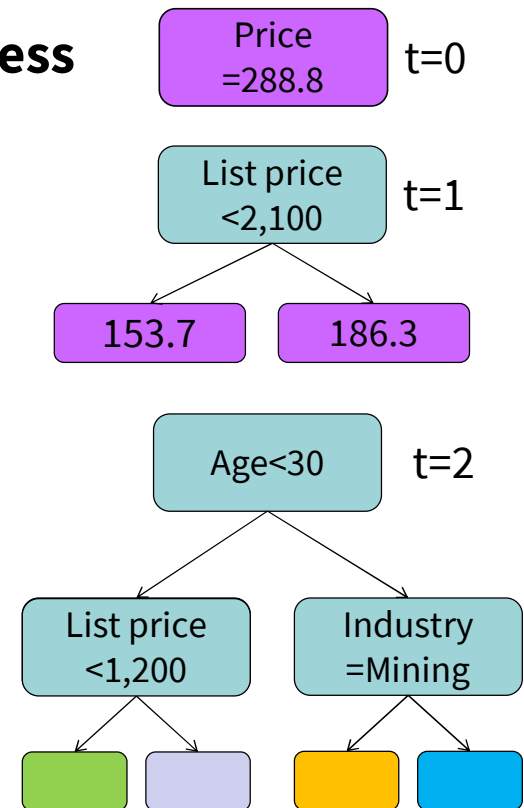 ess
Price
=288.8
t=0
List price
<2,100
t=1
153.7
186.3
Age<30
t=2
List price
<1,200
Industry
=Mining